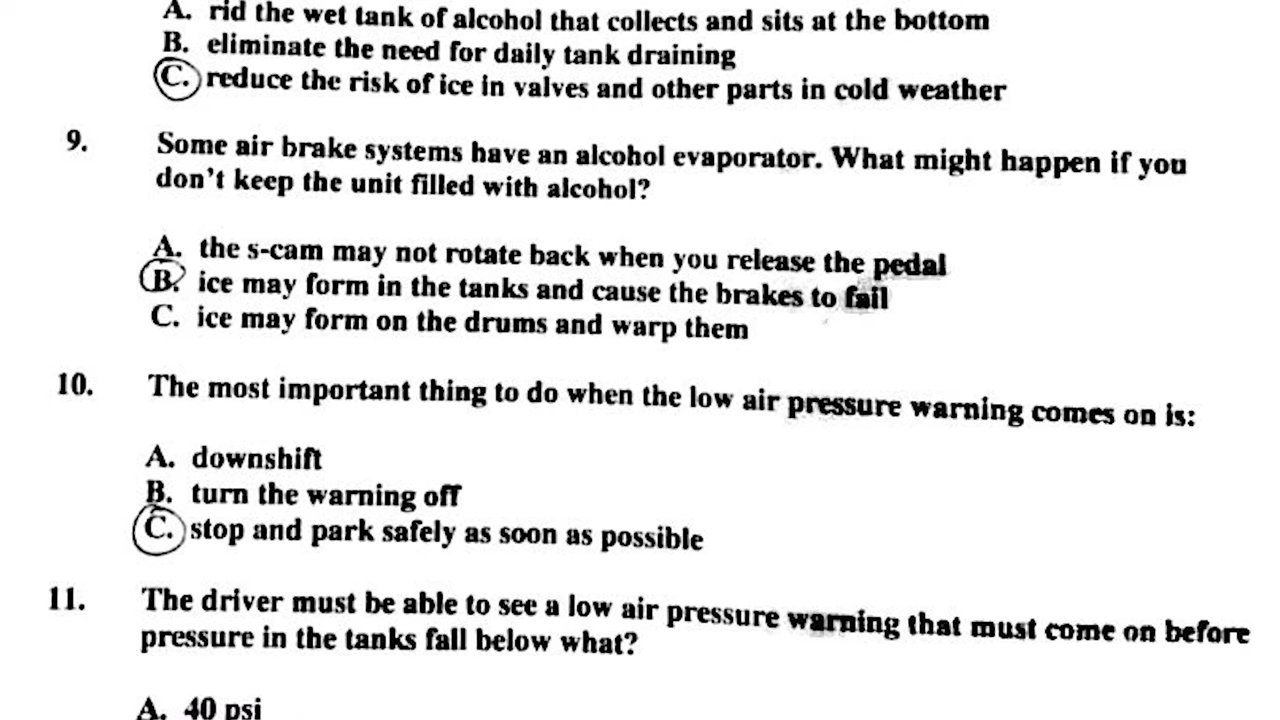 A. rid the wet tank of alcohol that collects and sits at the bottom
B. eliminate the need for daily tank draining
C. reduce the risk of ice in valves and other parts in cold weather
9. Some air brake systems have an alcohol evaporator. What might happen if you
don't keep the unit filled with alcohol?
A. the s-cam may not rotate back when you release the pedal
B. ice may form in the tanks and cause the brakes to fail
C. ice may form on the drums and warp them
10. The most important thing to do when the low air pressure warning comes on is:
A. downshift
B. turn the warning off
C. stop and park safely as soon as possible
11. The driver must be able to see a low air pressure warning that must come on before
pressure in the tanks fall below what?
A. 40 psi